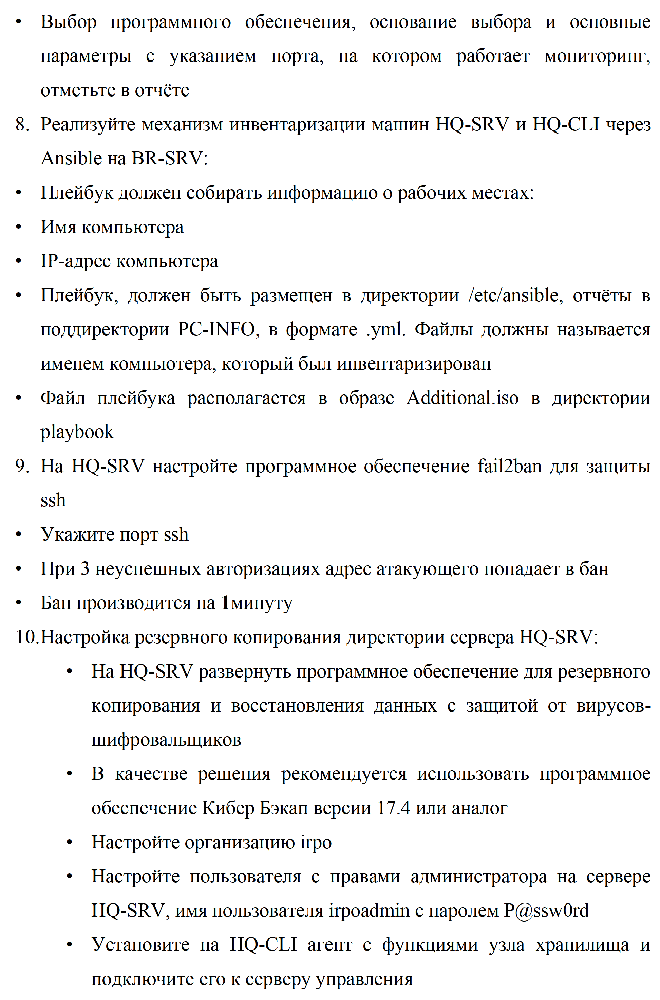 • Выбор программного обеспечения, основание выбора и основные
параметры с указанием порта, на котором работает мониторинг,
отметьте в отчёте
8. Реализуйте механизм инвентаризации машин HQ-SRV и HQ-CLI через
Ansible на BR-SRV:
• Плейбук должен собирать информацию о рабочих местах:
• Имя компьютера
• IP-адрес компьютера
• Плейбук, должен быть размещен в директории /etc/ansible, отчёты в
поддиректории PC-INFO, в формате .yml. Файлы должны называется
именем компьютера, который был инвентаризирован
• Файл плейбука располагается в образе Additional.iso в директории
playbook
9. На HQ-SRV настройте программное обеспечение fail2ban для защиты
ssh
• Укажите порт ssh
• При 3 неуспешных авторизациях адрес атакующего попадает в бан
• Бан производится на 1минуту
10.Настройка резервного копирования директории сервера HQ-SRV:
• На HQ-SRV развернуть программное обеспечение для резервного
копирования и восстановления данных с защитой от вирусов-
шифровальщиков
• В качестве решения рекомендуется использовать программное
обеспечение Кибер Бэкап версии 17.4 или аналог
• Настройте организацию irpo
• Настройте пользователя с правами администратора на сервере
HQ-SRV, имя пользователя irpoadmin с паролем P@ssw0rd
• Установите на HQ-CLI агент с функциями узла хранилища и
подключите его к серверу управления